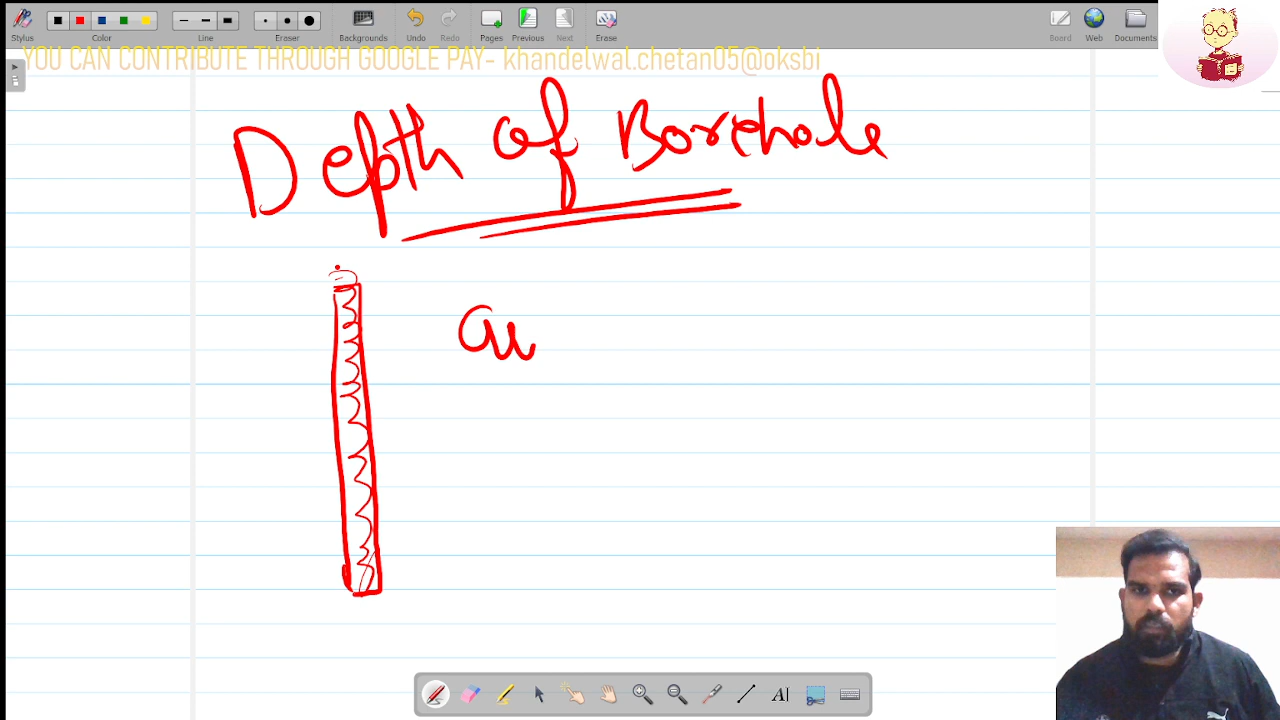 Stylus Color Line Eraser Backgrounds Undo Redo Pages Previous Next Erase Board Web Documents
YOU CAN CONTRIBUTE THROUGH GOOGLE PAY- khandelwal.chetan05@oksbi
Depth of Borehole
au